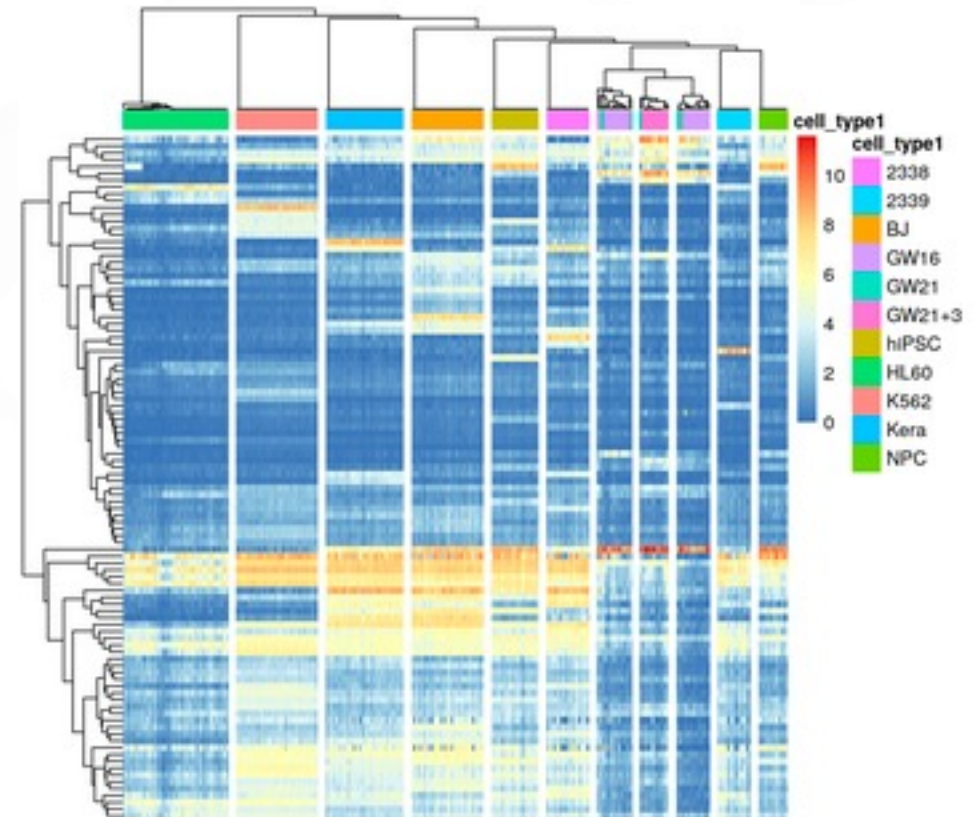 cell_type1
cell_type1
10
8
6
4
2
0
2338
2339
BJ
GW16
GW21
GW21+3
hiPSC
HL60
K562
Kera
NPC